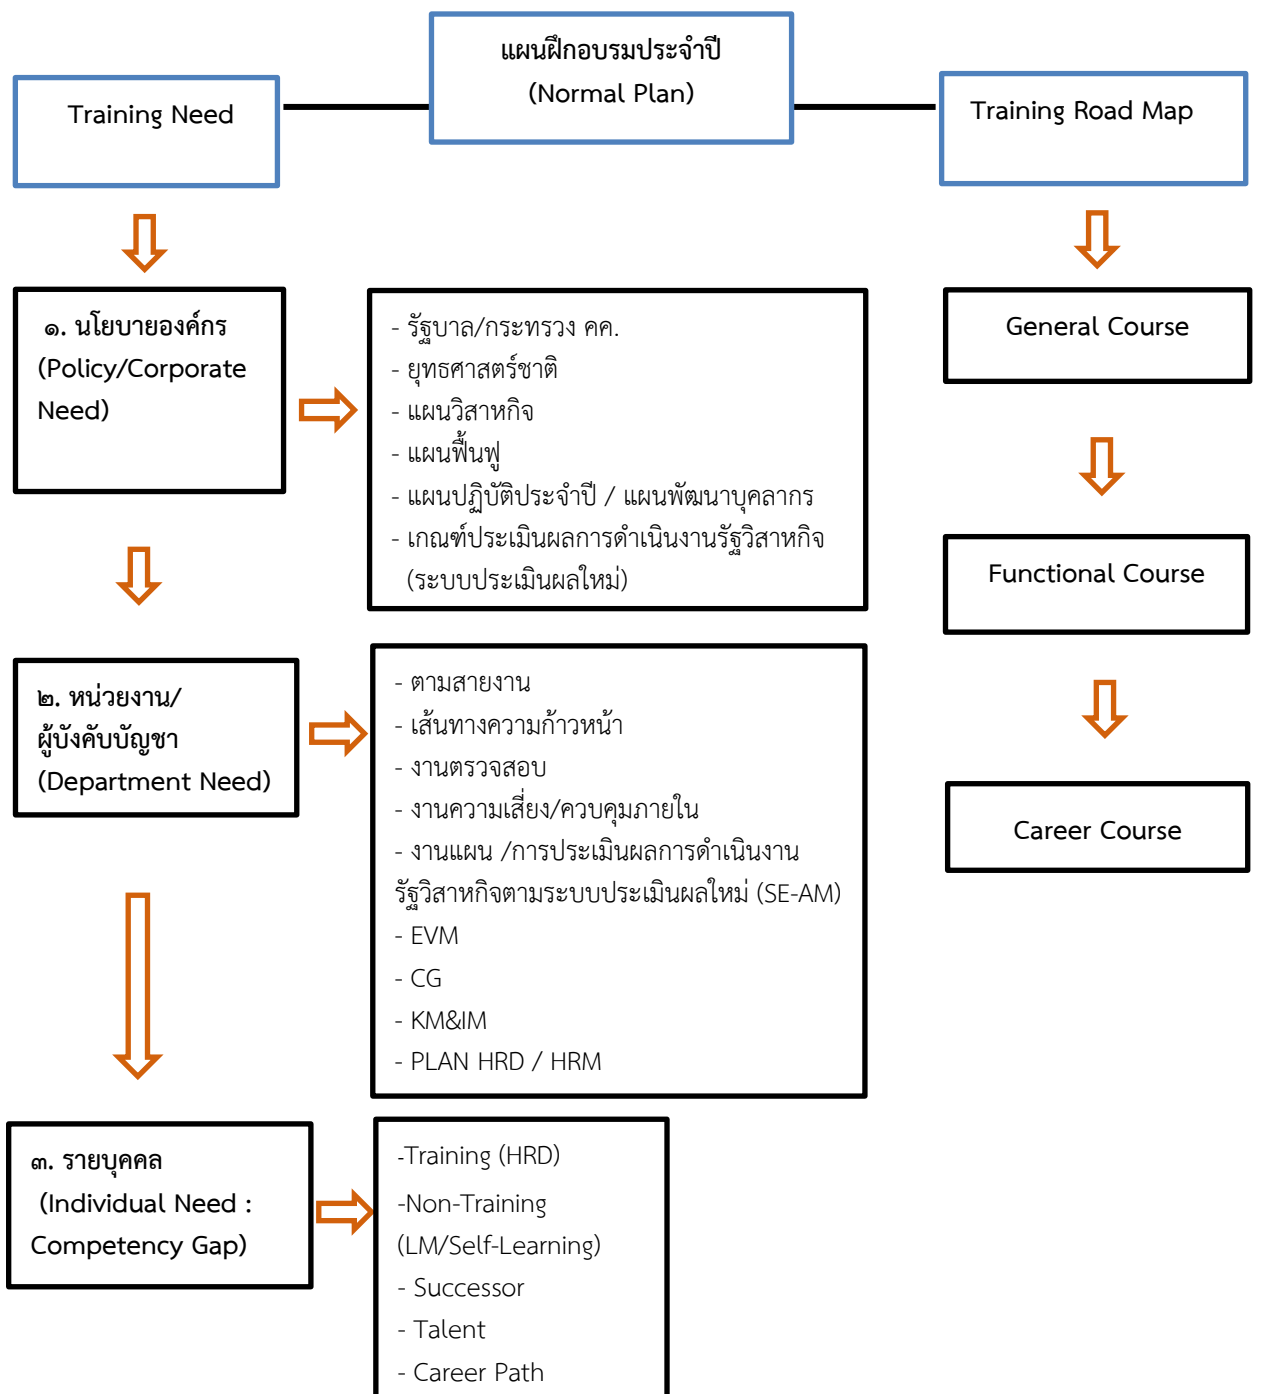 แผนฝึกอบรมประจำปี
(Normal Plan)
Training Need
Training Road Map
๑. นโยบายองค์กร
(Policy/Corporate
Need)
- รัฐบาล/กระทรวง คค.
- ยุทธศาสตร์ชาติ
- แผนวิสาหกิจ
- แผนฟื้นฟู
- แผนปฏิบัติประจำปี / แผนพัฒนาบุคลากร
- เกณฑ์ประเมินผลการดำเนินงานรัฐวิสาหกิจ
(ระบบประเมินผลใหม่)
General Course
Functional Course
๒. หน่วยงาน/
ผู้บังคับบัญชา
(Department Need)
- ตามสายงาน
- เส้นทางความก้าวหน้า
- งานตรวจสอบ
- งานความเสี่ยง/ควบคุมภายใน
- งานแผน /การประเมินผลการดำเนินงาน
รัฐวิสาหกิจตามระบบประเมินผลใหม่ (SE-AM)
- EVM
- CG
- KM&IM
- PLAN HRD / HRM
Career Course
๓. รายบุคคล
(Individual Need :
Competency Gap)
-Training (HRD)
-Non-Training
(LM/Self-Learning)
- Successor
- Talent
- Career Path